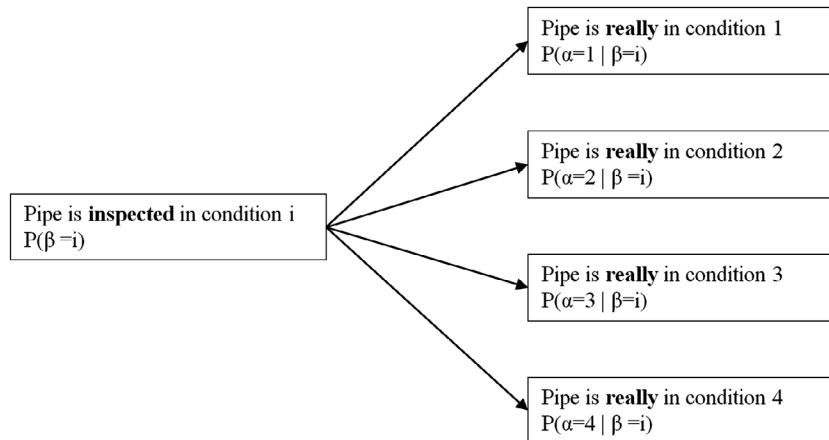 Pipe is really in condition 1
P(α=1 | β=i)
Pipe is really in condition 2
P(α=2 | β =i)
Pipe is inspected in condition i
P(β =i)
Pipe is really in condition 3
P(α=3 | β=i)
Pipe is really in condition 4
P(α=4 | β =i)